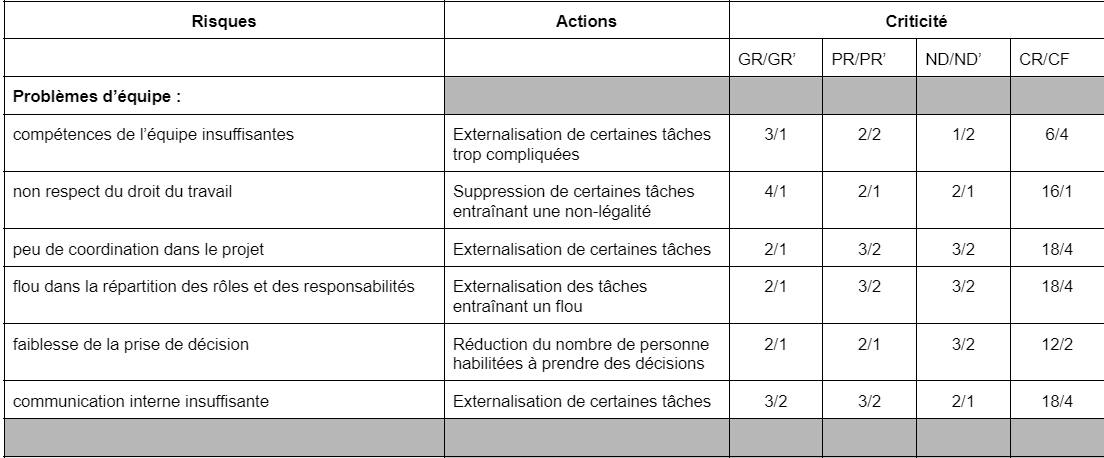 Risques Actions Criticité
GR/GR’ PR/PR’ ND/ND’ CR/CF
Problèmes d’équipe :
compétences de l’équipe insuffisantes Externalisation de certaines tâches 3/1 2/2 1/2 6/4
trop compliquées
non respect du droit du travail Suppression de certaines tâches 4/1 2/1 2/1 16/1
entraînant une non-légalité
peu de coordination dans le projet Externalisation de certaines tâches 2/1 3/2 3/2 18/4
flou dans la répartition des rôles et des responsabilités Externalisation des tâches 2/1 3/2 3/2 18/4
entraînant un flou
faiblesse de la prise de décision Réduction du nombre de personne 2/1 2/1 3/2 12/2
habilitées à prendre des décisions
communication interne insuffisante Externalisation de certaines tâches 3/2 3/2 2/1 18/4